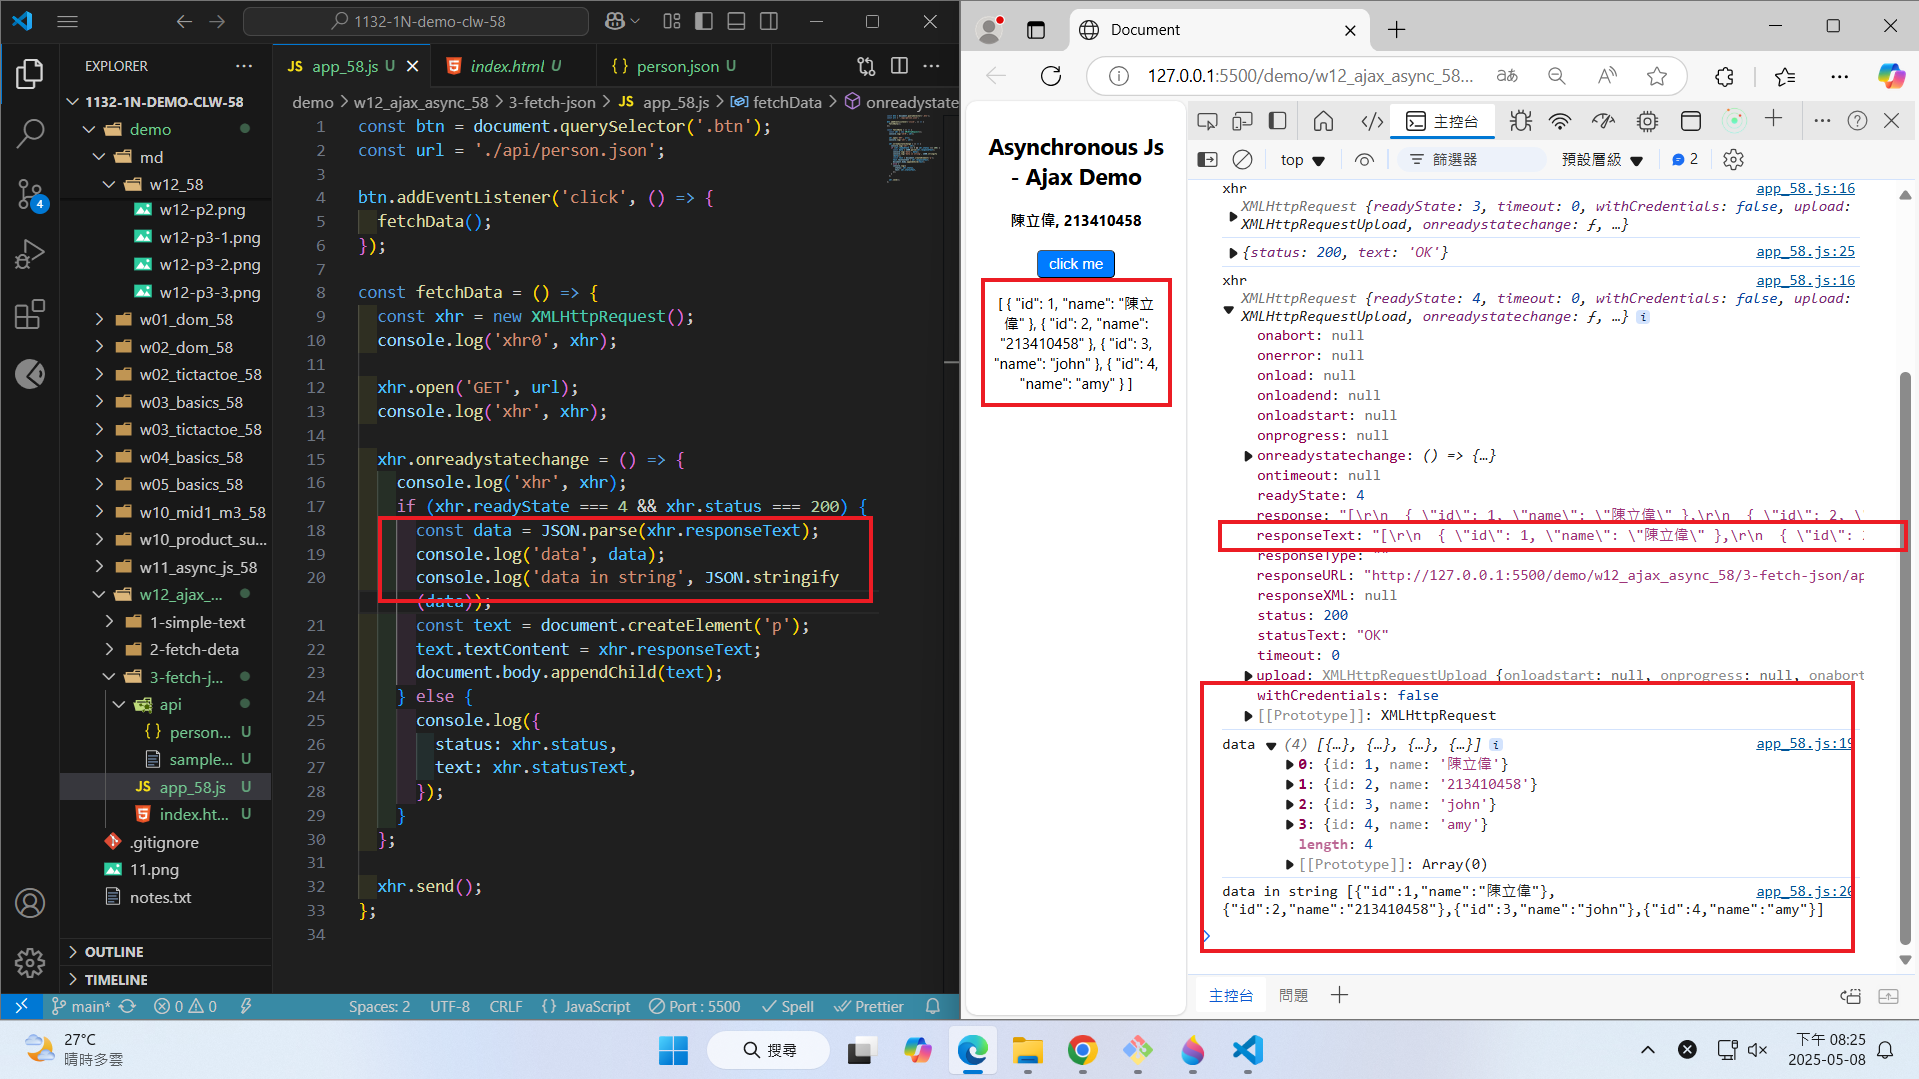 1132-1N-demo-clw-58
EXPLORER
1132-1N-DEMO-CLW-58
demo
md
w12_58
w12-p2.png
w12-p3-1.png
w12-p3-2.png
w12-p3-3.png
w01_dom_58
w02_dom_58
w02_tictactoe_58
w03_basics_58
w03_tictactoe_58
w04_basics_58
w05_basics_58
w10_mid1_m3_58
w10_product_su...
w11_async_js_58
w12_ajax_...
1-simple-text
2-fetch-deta
3-fetch-j...
api
person... U
sample... U
JS app_58.js U
index.ht... U
.gitignore
11.png
notes.txt
OUTLINE
TIMELINE
4
JS app_58.js U
index.html U
{} person.json U
demo > w12_ajax_async_58 > 3-fetch-json > JS app_58.js > fetchData > onreadystate
1 const btn = document.querySelector('.btn');
2 const url = './api/person.json';
3
4 btn.addEventListener('click', () => {
5 fetchData();
6 });
7
8 const fetchData = () => {
9 const xhr = new XMLHttpRequest();
10 console.log('xhr0', xhr);
11
12 xhr.open('GET', url);
13 console.log('xhr', xhr);
14
15 xhr.onreadystatechange = () => {
16 console.log('xhr', xhr);
17 if (xhr.readyState === 4 && xhr.status === 200) {
18 const data = JSON.parse(xhr.responseText);
19 console.log('data', data);
20 console.log('data in string', JSON.stringify
(data));
21 const text = document.createElement('p');
22 text.textContent = xhr.responseText;
23 document.body.appendChild(text);
24 } else {
25 console.log({
26 status: xhr.status,
27 text: xhr.statusText,
28 });
29 }
30 };
31
32 xhr.send();
33 };
34
main* 0 0 Spaces: 2 UTF-8 CRLF {} JavaScript Port : 5500 Spell Prettier
Document
127.0.0.1:5500/demo/w12_ajax_async_58...
Asynchronous Js
- Ajax Demo
陳立偉, 213410458
click me
[ { "id": 1, "name": "陳立
偉" }, { "id": 2, "name":
"213410458" }, { "id": 3,
"name": "john" }, { "id": 4,
"name": "amy" } ]
主控台
top 篩選器 預設層級 2
xhr app_58.js:16
XMLHttpRequest {readyState: 3, timeout: 0, withCredentials: false, upload:
XMLHttpRequestUpload, onreadystatechange: ƒ, …}
{status: 200, text: 'OK'} app_58.js:25
xhr app_58.js:16
XMLHttpRequest {readyState: 4, timeout: 0, withCredentials: false, upload:
XMLHttpRequestUpload, onreadystatechange: ƒ, …} i
onabort: null
onerror: null
onload: null
onloadend: null
onloadstart: null
onprogress: null
onreadystatechange: () => {…}
ontimeout: null
readyState: 4
response: "[\r\n { \"id\": 1, \"name\": \"陳立偉\" },\r\n { \"id\": 2, \
responseText: "[\r\n { \"id\": 1, \"name\": \"陳立偉\" },\r\n { \"id\":
responseType: ""
responseURL: "http://127.0.0.1:5500/demo/w12_ajax_async_58/3-fetch-json/ap
responseXML: null
status: 200
statusText: "OK"
timeout: 0
upload: XMLHttpRequestUpload {onloadstart: null, onprogress: null, onabort
withCredentials: false
[[Prototype]]: XMLHttpRequest
data (4) [{…}, {…}, {…}, {…}] i app_58.js:19
0: {id: 1, name: '陳立偉'}
1: {id: 2, name: '213410458'}
2: {id: 3, name: 'john'}
3: {id: 4, name: 'amy'}
length: 4
[[Prototype]]: Array(0)
data in string [{"id":1,"name":"陳立偉"}, app_58.js:20
{"id":2,"name":"213410458"},{"id":3,"name":"john"},{"id":4,"name":"amy"}]
主控台 問題
27°C
晴時多雲
搜尋
下午 08:25
2025-05-08